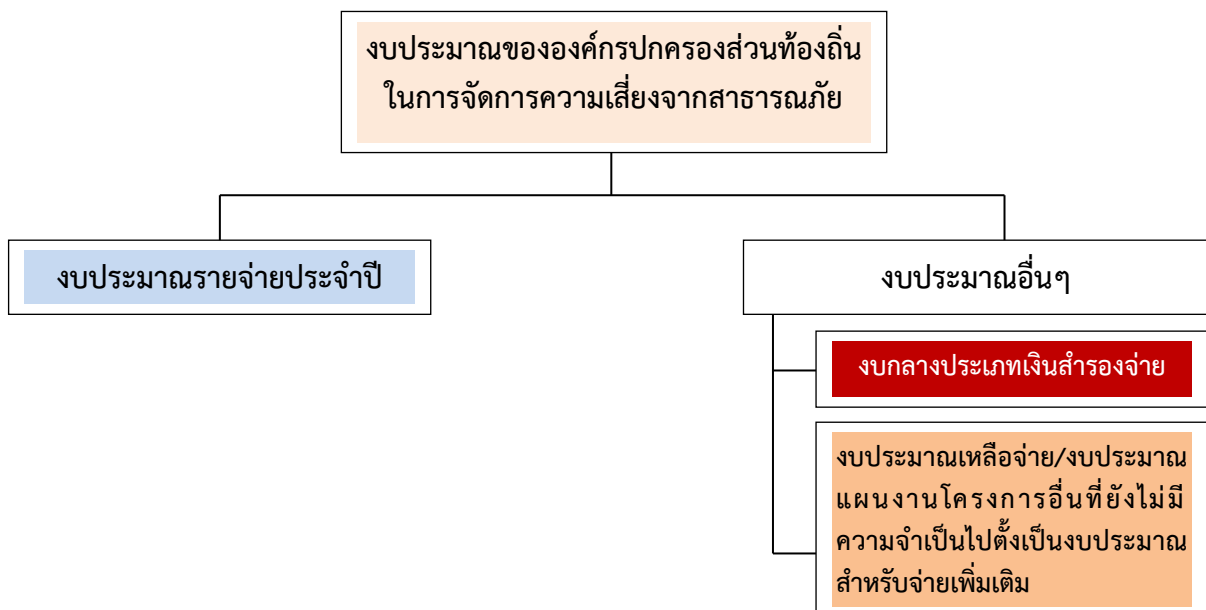 งบประมาณขององค์กรปกครองส่วนท้องถิ่น
ในการจัดการความเสี่ยงจากสาธารณภัย
งบประมาณรายจ่ายประจำปี
งบประมาณอื่นๆ
งบกลางประเภทเงินสำรองจ่าย
งบประมาณเหลือจ่าย/งบประมาณ
แผนงานโครงการอื่นที่ยังไม่มี
ความจำเป็นไปตั้งเป็นงบประมาณ
สำหรับจ่ายเพิ่มเติม